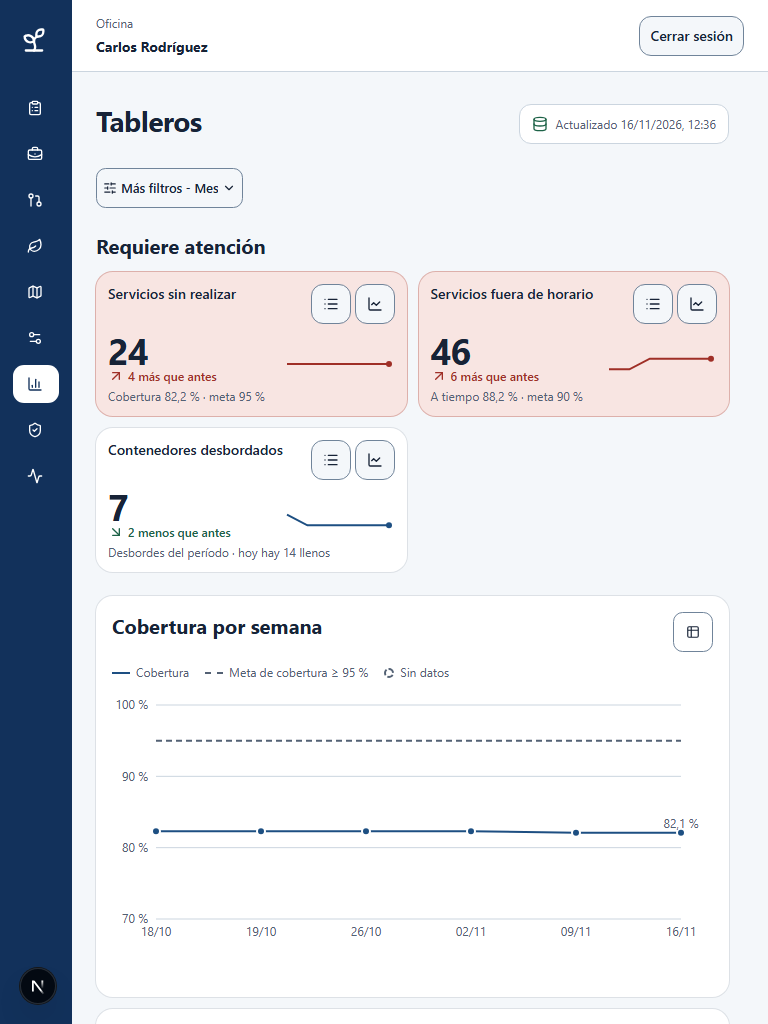 Oficina
Carlos Rodríguez
Cerrar sesión
Tableros
Actualizado 16/11/2026, 12:36
Más filtros - Mes
Requiere atención
Servicios sin realizar
24
4 más que antes
Cobertura 82,2 % · meta 95 %
Servicios fuera de horario
46
6 más que antes
A tiempo 88,2 % · meta 90 %
Contenedores desbordados
7
2 menos que antes
Desbordes del período · hoy hay 14 llenos
Cobertura por semana
Cobertura
Meta de cobertura ≥ 95 %
Sin datos
100 %
90 %
82,1 %
80 %
70 %
18/10
19/10
26/10
02/11
09/11
16/11
N